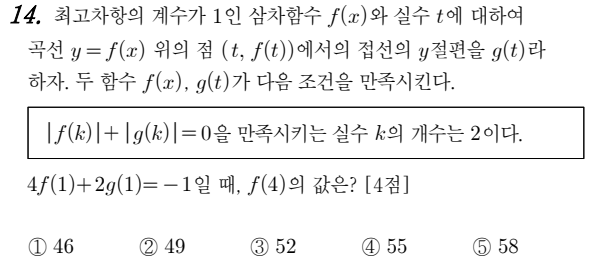 14. 최고차항의 계수가 1인 삼차함수 f(x)와 실수 t에 대하여
곡선 y=f(x) 위의 점 (t, f(t))에서의 접선의 y절편을 g(t)라
하자. 두 함수 f(x), g(t)가 다음 조건을 만족시킨다.
|f(k)|+|g(k)|=0을 만족시키는 실수 k의 개수는 2이다.
4f(1)+2g(1)=-1일 때, f(4)의 값은? [4점]
① 46 ② 49 ③ 52 ④ 55 ⑤ 58